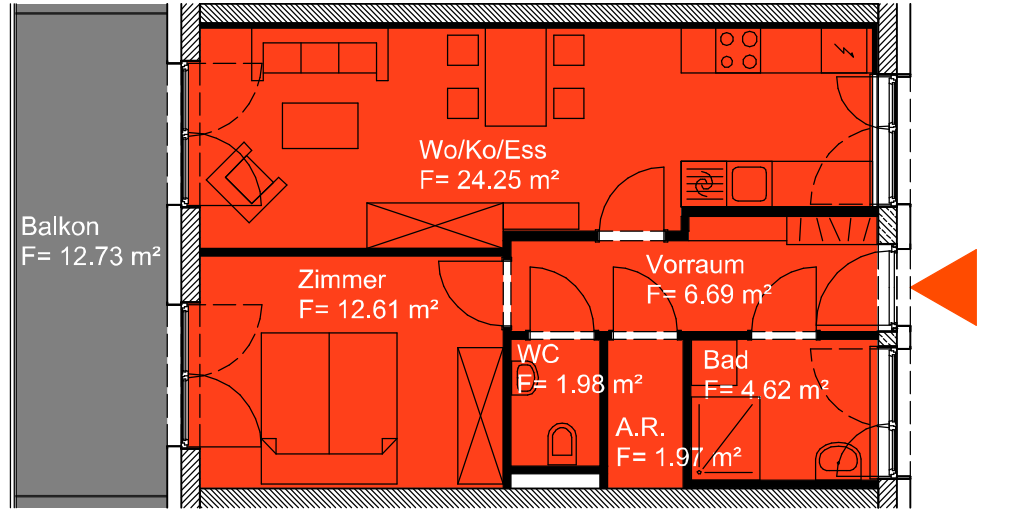 Wo/Ko/Ess
F= 24.25 m²
Balkon
F= 12.73 m²
Zimmer
F= 12.61 m²
Vorraum
F= 6.69 m²
WC
F= 1.98 m²
Bad
F= 4.62 m²
A.R.
F= 1.97 m²